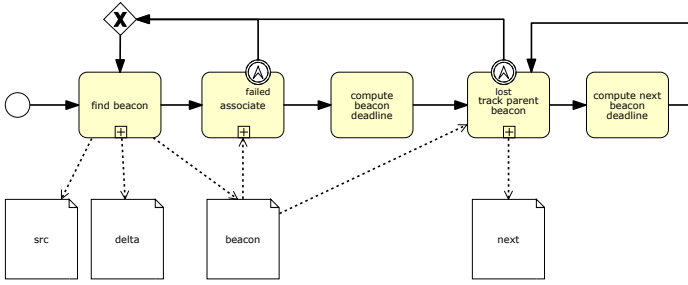 X
failed
lost
find beacon
associate
compute
beacon
deadline
track parent
beacon
compute next
beacon
deadline
src
delta
beacon
next